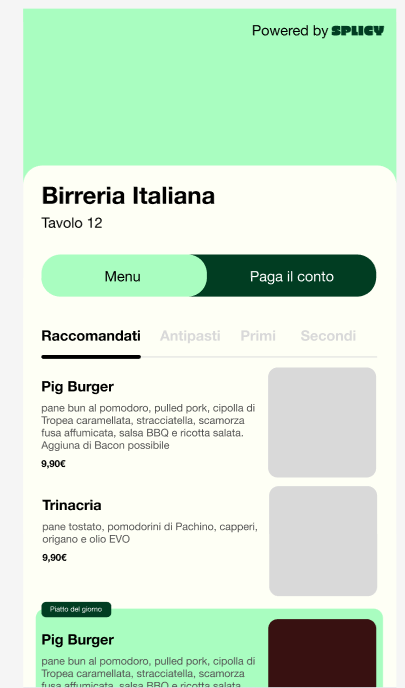 Powered by SPLICY
Birreria Italiana
Tavolo 12
Menu
Paga il conto
Raccomandati Antipasti Primi Secondi
Pig Burger
pane bun al pomodoro, pulled pork, cipolla di
Tropea caramellata, stracciatella, scamorza
fusa affumicata, salsa BBQ e ricotta salata.
Aggiuna di Bacon possibile
9,90€
Trinacria
pane tostato, pomodorini di Pachino, capperi,
origano e olio EVO
9,90€
Piatto del giorno
Pig Burger
pane bun al pomodoro, pulled pork, cipolla di
Tropea caramellata, stracciatella, scamorza
fusa affumicata, salsa BBQ e ricotta salata